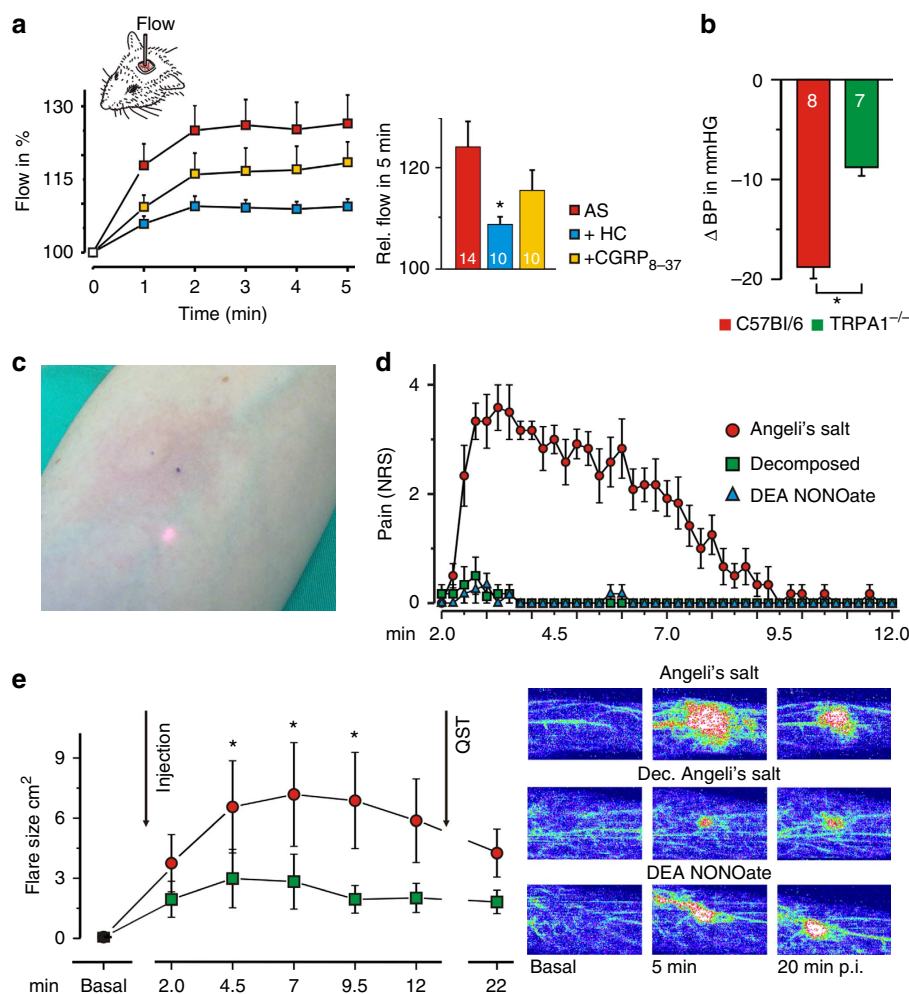 a
Flow
130
115
100
Flow in %
0 1 2 3 4 5
Time (min)
Rel. flow in 5 min
120
100
*
14 10 10
AS
+ HC
+CGRP8–37
b
0
−10
−20
Δ BP in mmHG
8 7
*
C57BI/6 TRPA1−/−
c
d
4
2
0
Pain (NRS)
Angeli's salt
Decomposed
DEA NONOate
min 2.0 4.5 7.0 9.5 12.0
e
9
6
3
0
Flare size cm2
Injection
* * *
QST
min Basal 2.0 4.5 7 9.5 12 22
Angeli's salt
Dec. Angeli's salt
DEA NONOate
Basal 5 min 20 min p.i.